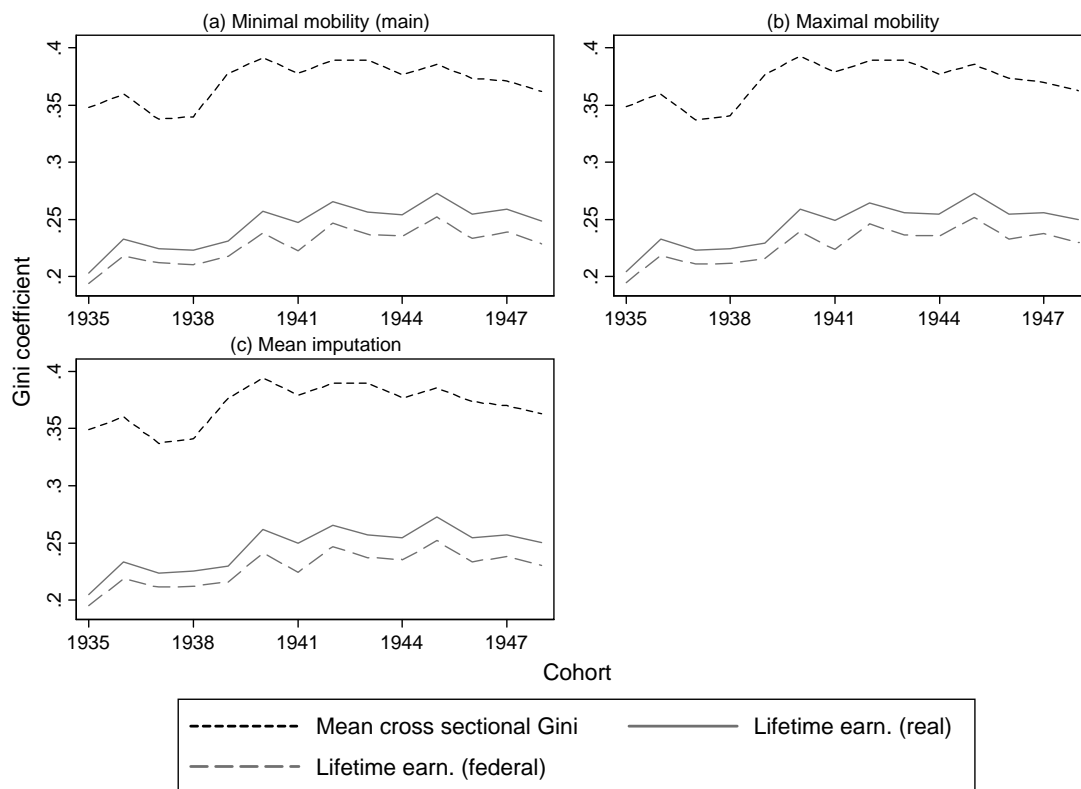 (a) Minimal mobility (main)
.4
.35
.3
.25
.2
1935 1938 1941 1944 1947
(b) Maximal mobility
.4
.35
.3
.25
.2
1935 1938 1941 1944 1947
(c) Mean imputation
.4
.35
.3
.25
.2
1935 1938 1941 1944 1947
Gini coefficient
Cohort
Mean cross sectional Gini Lifetime earn. (real)
Lifetime earn. (federal)